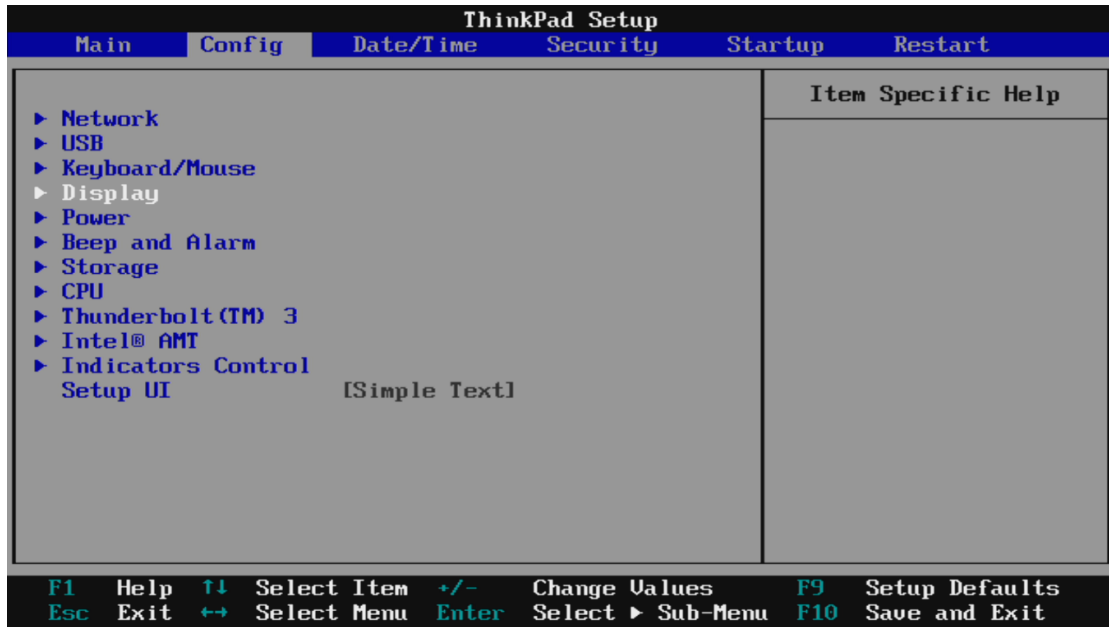 ThinkPad Setup
Main Config Date/Time Security Startup Restart
Item Specific Help
▶ Network
▶ USB
▶ Keyboard/Mouse
▶ Display
▶ Power
▶ Beep and Alarm
▶ Storage
▶ CPU
▶ Thunderbolt(TM) 3
▶ Intel® AMT
▶ Indicators Control
Setup UI [Simple Text]
F1 Help ↑↓ Select Item +/- Change Values F9 Setup Defaults
Esc Exit ←→ Select Menu Enter Select ▶ Sub-Menu F10 Save and Exit